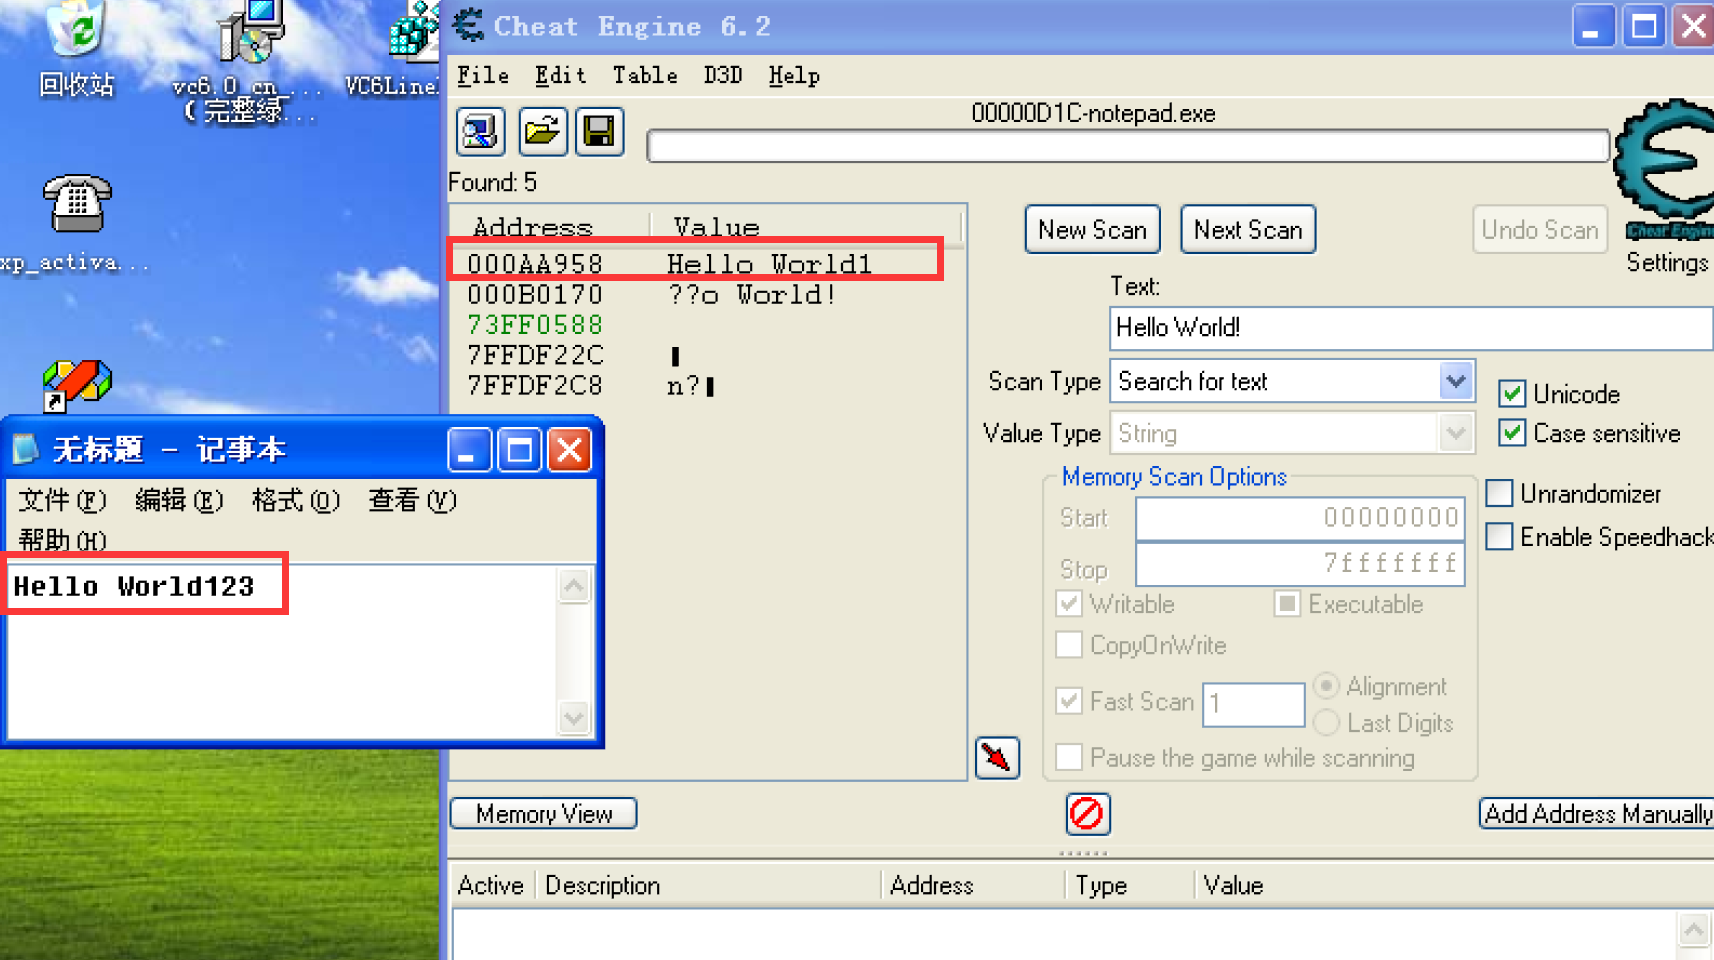 回收站
vc6.0_cn_...
(完整绿...
VC6Line
xp_activa...
Cheat Engine 6.2
File Edit Table D3D Help
00000D1C-notepad.exe
Found: 5
Address Value
000AA958 Hello World1
000B0170 ??o World!
73FF0588
7FFDF22C ▮
7FFDF2C8 n?▮
New Scan Next Scan Undo Scan
Cheat Engine
Settings
Text:
Hello World!
Scan Type Search for text
Unicode
Value Type String
Case sensitive
Memory Scan Options
Start 00000000
Stop 7fffffff
Unrandomizer
Enable Speedhack
Writable Executable
CopyOnWrite
Fast Scan 1 Alignment
Last Digits
Pause the game while scanning
无标题 - 记事本
文件(F) 编辑(E) 格式(O) 查看(V)
帮助(H)
Hello World123
Memory View
Add Address Manually
Active Description Address Type Value